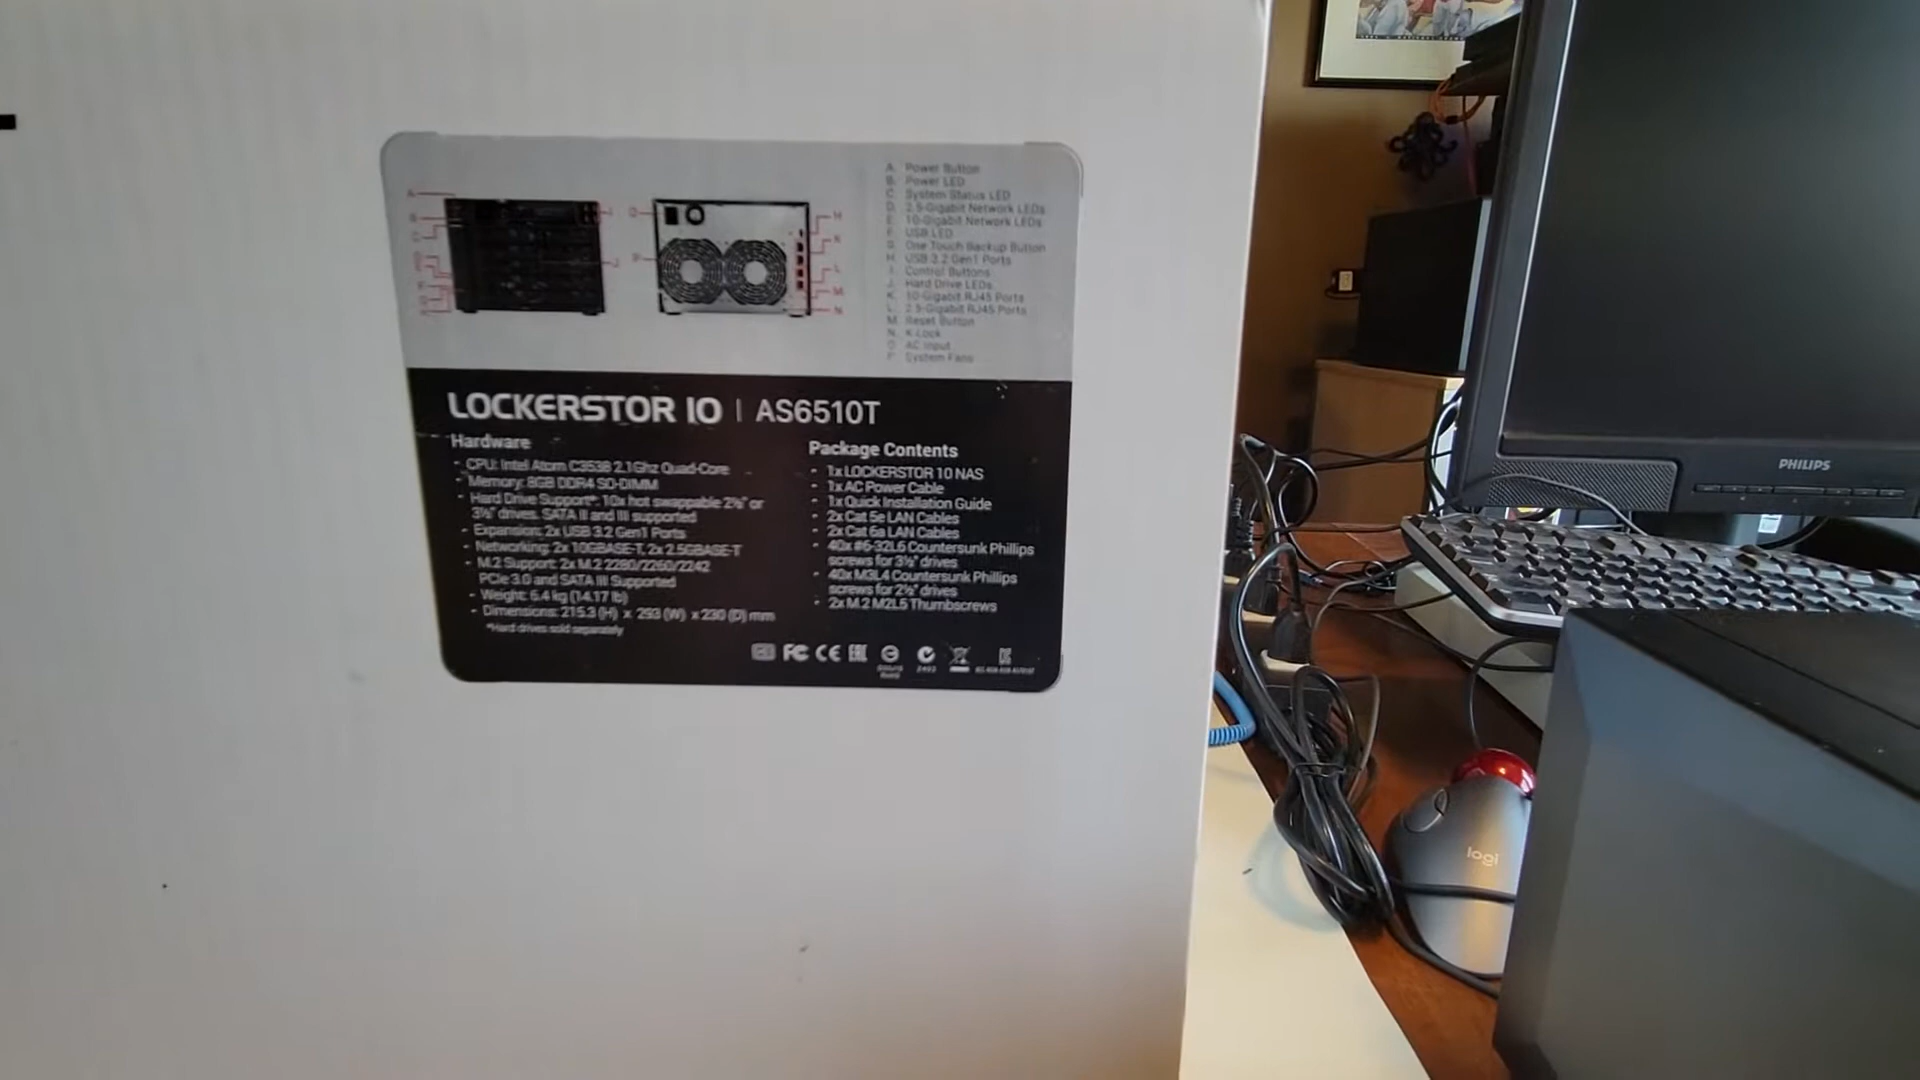 A. Power Button
B. Power LED
C. System Status LED
D. 2.5-Gigabit Network LEDs
E. 10-Gigabit Network LEDs
F. USB LED
G. One Touch Backup Button
H. USB 3.2 Gen1 Ports
I. Control Buttons
J. Hard Drive LEDs
K. 10-Gigabit RJ45 Ports
L. 2.5-Gigabit RJ45 Ports
M. Reset Button
N. K-Lock
O. AC Input
P. System Fans
LOCKERSTOR 10 | AS6510T
Hardware
- CPU: Intel Atom C3538 2.1Ghz Quad-Core
- Memory: 8GB DDR4 SO-DIMM
- Hard Drive Support*: 10x hot swappable 2½" or
3½" drives. SATA II and III supported
- Expansion: 2x USB 3.2 Gen1 Ports
- Networking: 2x 10GBASE-T, 2x 2.5GBASE-T
- M.2 Support: 2x M.2 2280/2260/2242
PCIe 3.0 and SATA III Supported
- Weight: 6.4 kg (14.17 lb)
- Dimensions: 215.3 (H) x 293 (W) x 230 (D) mm
*Hard drives sold separately
Package Contents
- 1x LOCKERSTOR 10 NAS
- 1x AC Power Cable
- 1x Quick Installation Guide
- 2x Cat 5e LAN Cables
- 2x Cat 6a LAN Cables
- 40x #6-32L6 Countersunk Phillips
screws for 3½" drives
- 40x M3L4 Countersunk Phillips
screws for 2½" drives
- 2x M.2 M2L5 Thumbscrews
FC CE EAC
PHILIPS
logi